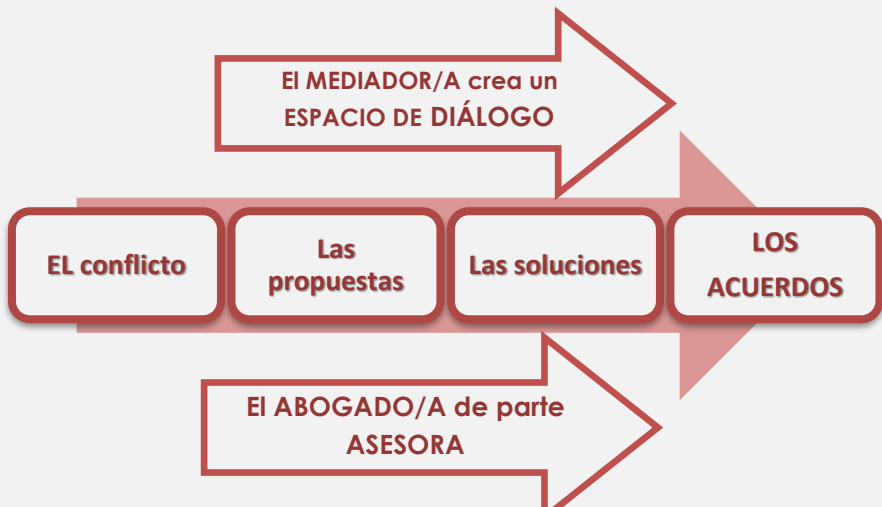 El MEDIADOR/A crea un
ESPACIO DE DIÁLOGO
EL conflicto
Las
propuestas
Las soluciones
LOS
ACUERDOS
El ABOGADO/A de parte
ASESORA